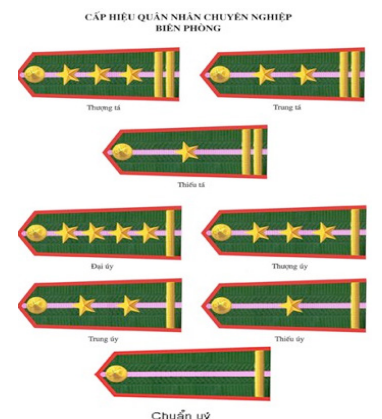 CẤP HIỆU QUÂN NHÂN CHUYÊN NGHIỆP
BIÊN PHÒNG
Thượng tá
Trung tá
Thiếu tá
Đại úy
Thượng úy
Trung úy
Thiếu úy
Chuẩn uý